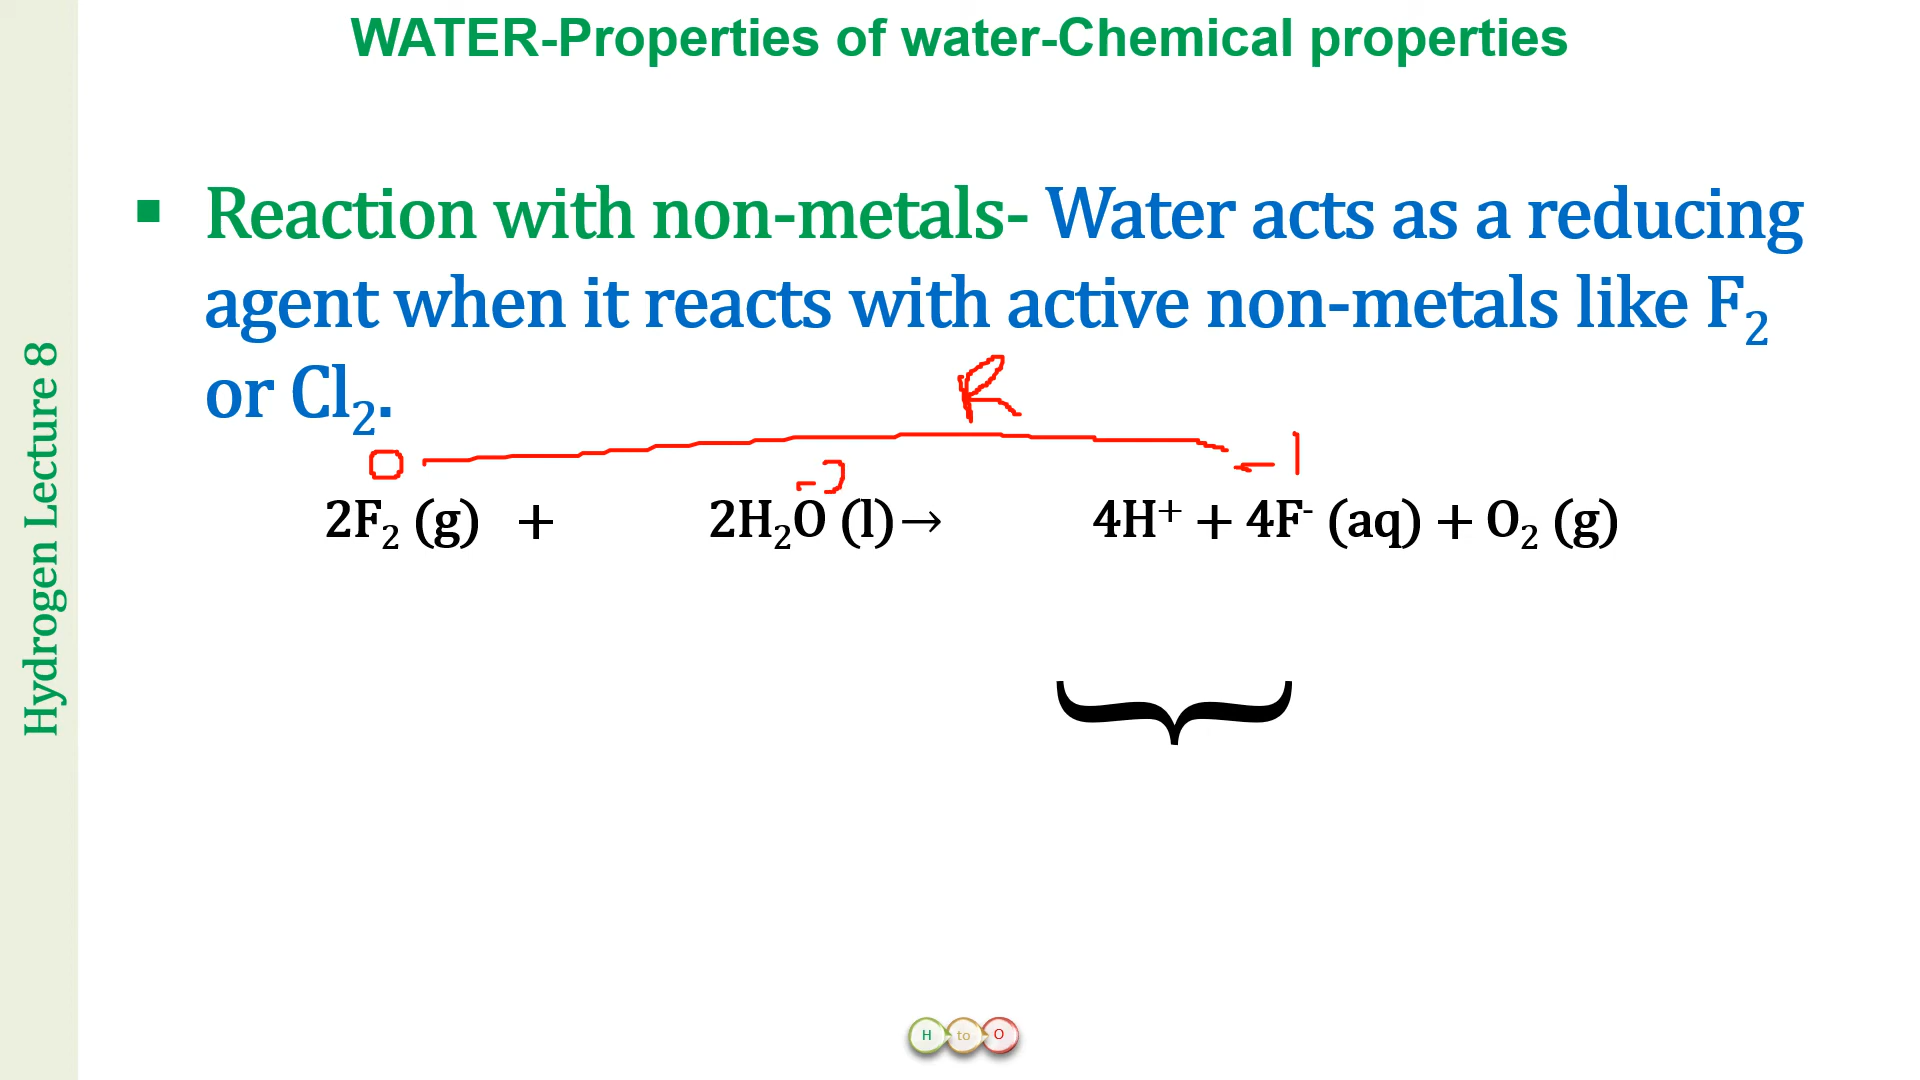 WATER-Properties of water-Chemical properties
▪ Reaction with non-metals- Water acts as a reducing
agent when it reacts with active non-metals like F₂
or Cl₂.
R
0 -1
2F₂ (g) + 2H₂O (l)→ 4H⁺ + 4F⁻ (aq) + O₂ (g)
Hydrogen Lecture 8
H to O